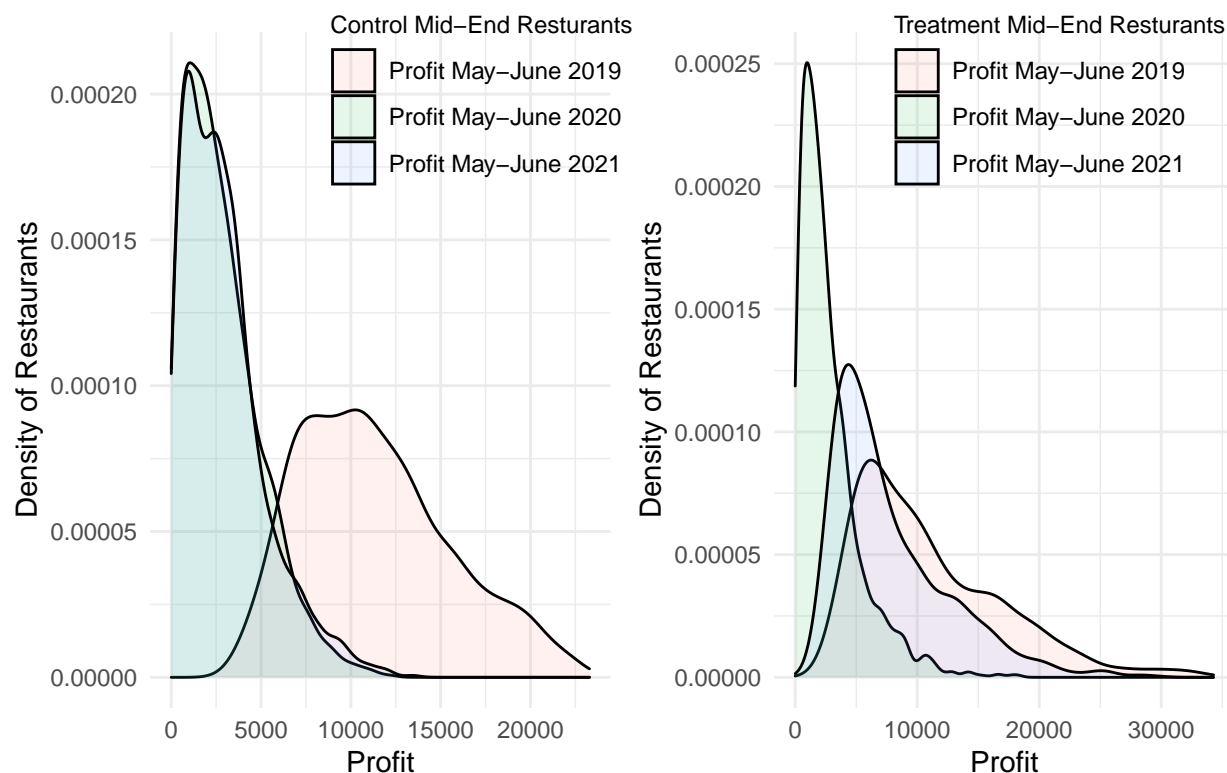 Control Mid−End Resturants
Profit May−June 2019
Profit May−June 2020
Profit May−June 2021
0.00020
0.00015
0.00010
0.00005
0.00000
Density of Restaurants
0 5000 10000 15000 20000
Profit
Treatment Mid−End Resturants
Profit May−June 2019
Profit May−June 2020
Profit May−June 2021
0.00025
0.00020
0.00015
0.00010
0.00005
0.00000
Density of Restaurants
0 10000 20000 30000
Profit